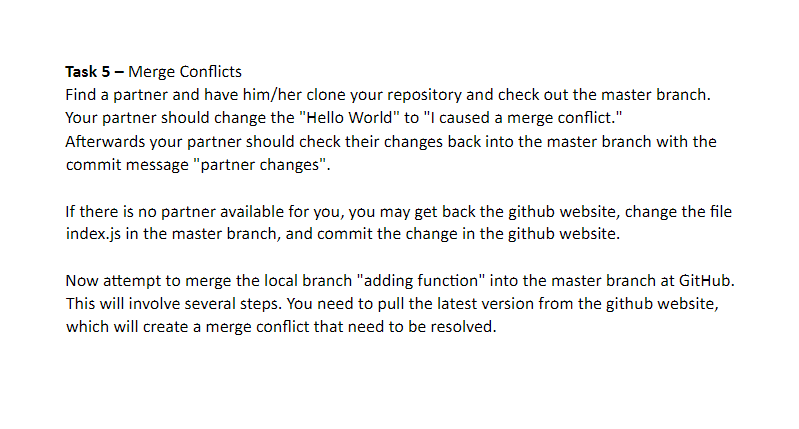 Task 5 – Merge Conflicts
Find a partner and have him/her clone your repository and check out the master branch.
Your partner should change the "Hello World" to "I caused a merge conflict."
Afterwards your partner should check their changes back into the master branch with the
commit message "partner changes".
If there is no partner available for you, you may get back the github website, change the file
index.js in the master branch, and commit the change in the github website.
Now attempt to merge the local branch "adding function" into the master branch at GitHub.
This will involve several steps. You need to pull the latest version from the github website,
which will create a merge conflict that need to be resolved.